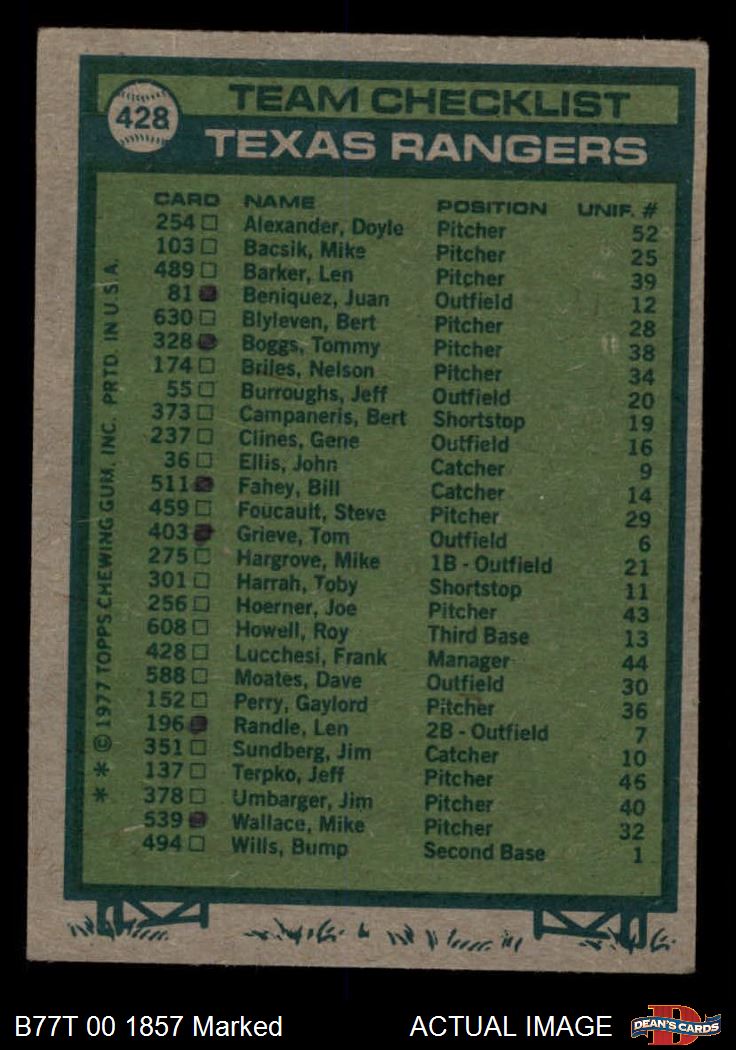 428
TEAM CHECKLIST
TEXAS RANGERS
CARD NAME POSITION UNIF. #
254 Alexander, Doyle Pitcher 52
103 Bacsik, Mike Pitcher 25
489 Barker, Len Pitcher 39
81 Beniquez, Juan Outfield 12
630 Blyleven, Bert Pitcher 28
328 Boggs, Tommy Pitcher 38
174 Briles, Nelson Pitcher 34
55 Burroughs, Jeff Outfield 20
373 Campaneris, Bert Shortstop 19
237 Clines, Gene Outfield 16
36 Ellis, John Catcher 9
511 Fahey, Bill Catcher 14
459 Foucault, Steve Pitcher 29
403 Grieve, Tom Outfield 6
275 Hargrove, Mike 1B - Outfield 21
301 Harrah, Toby Shortstop 11
256 Hoerner, Joe Pitcher 43
608 Howell, Roy Third Base 13
428 Lucchesi, Frank Manager 44
588 Moates, Dave Outfield 30
152 Perry, Gaylord Pitcher 36
196 Randle, Len 2B - Outfield 7
351 Sundberg, Jim Catcher 10
137 Terpko, Jeff Pitcher 46
378 Umbarger, Jim Pitcher 40
539 Wallace, Mike Pitcher 32
494 Wills, Bump Second Base 1
* * © 1977 TOPPS CHEWING GUM, INC. PRTD. IN U.S.A.
B77T 00 1857 Marked ACTUAL IMAGE
DEAN'S CARDS